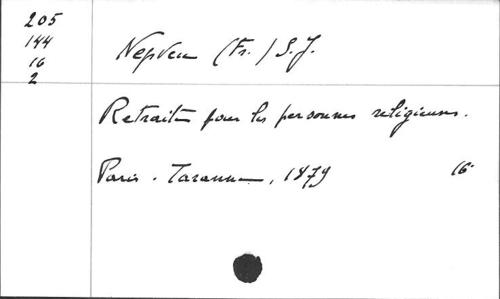 205
144
16
2
Nepveu (Fr.) S.J.
Retraite pour les personnes religieuses.
Paris. Taranne, 1879 16°